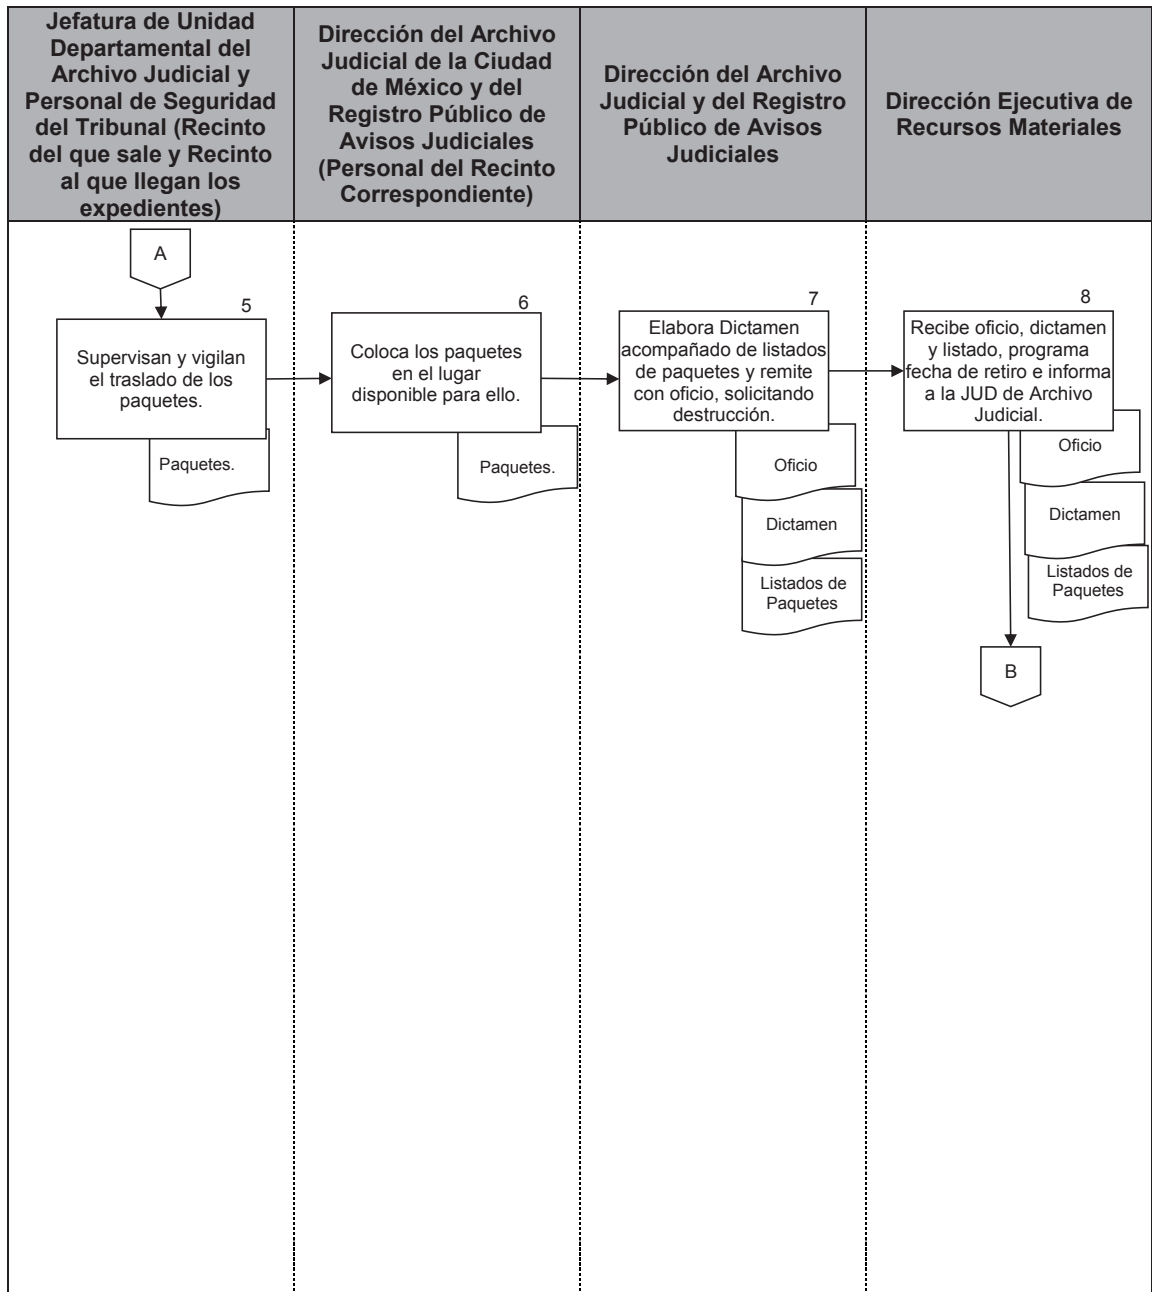 Jefatura de Unidad
Departamental del
Archivo Judicial y
Personal de Seguridad
del Tribunal (Recinto
del que sale y Recinto
al que llegan los
expedientes)
Dirección del Archivo
Judicial de la Ciudad
de México y del
Registro Público de
Avisos Judiciales
(Personal del Recinto
Correspondiente)
Dirección del Archivo
Judicial y del Registro
Público de Avisos
Judiciales
Dirección Ejecutiva de
Recursos Materiales
A
5
Supervisan y vigilan
el traslado de los
paquetes.
Paquetes.
6
Coloca los paquetes
en el lugar
disponible para ello.
Paquetes.
7
Elabora Dictamen
acompañado de listados
de paquetes y remite
con oficio, solicitando
destrucción.
Oficio
Dictamen
Listados de
Paquetes
8
Recibe oficio, dictamen
y listado, programa
fecha de retiro e informa
a la JUD de Archivo
Judicial.
Oficio
Dictamen
Listados de
Paquetes
B